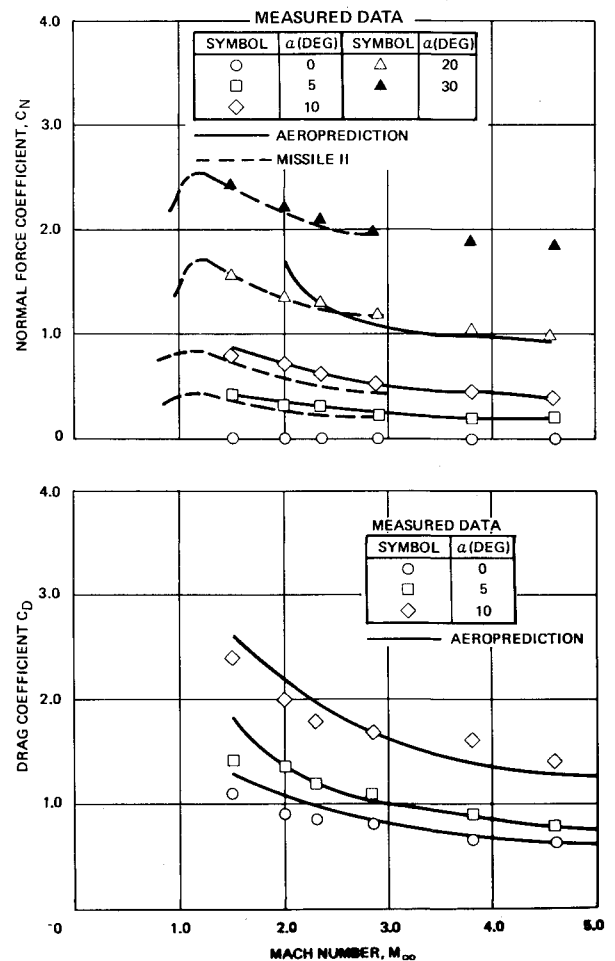 MEASURED DATA
SYMBOL α(DEG) SYMBOL α(DEG)
○ 0 △ 20
□ 5 ▲ 30
◇ 10
AEROPREDICTION
MISSILE II
NORMAL FORCE COEFFICIENT, C_N
4.0
3.0
2.0
1.0
0
MEASURED DATA
SYMBOL α(DEG)
○ 0
□ 5
◇ 10
AEROPREDICTION
DRAG COEFFICIENT C_D
4.0
3.0
2.0
1.0
0 1.0 2.0 3.0 4.0 5.0
MACH NUMBER, M∞